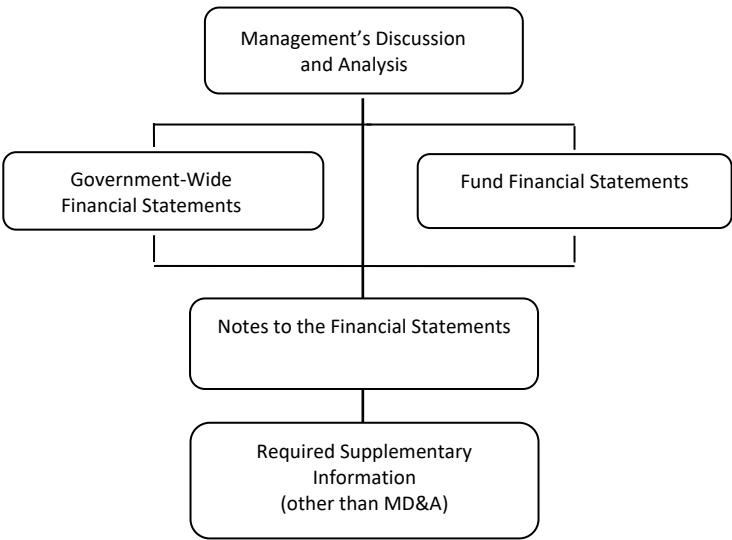 Management’s Discussion
and Analysis
Government-Wide
Financial Statements
Fund Financial Statements
Notes to the Financial Statements
Required Supplementary
Information
(other than MD&A)